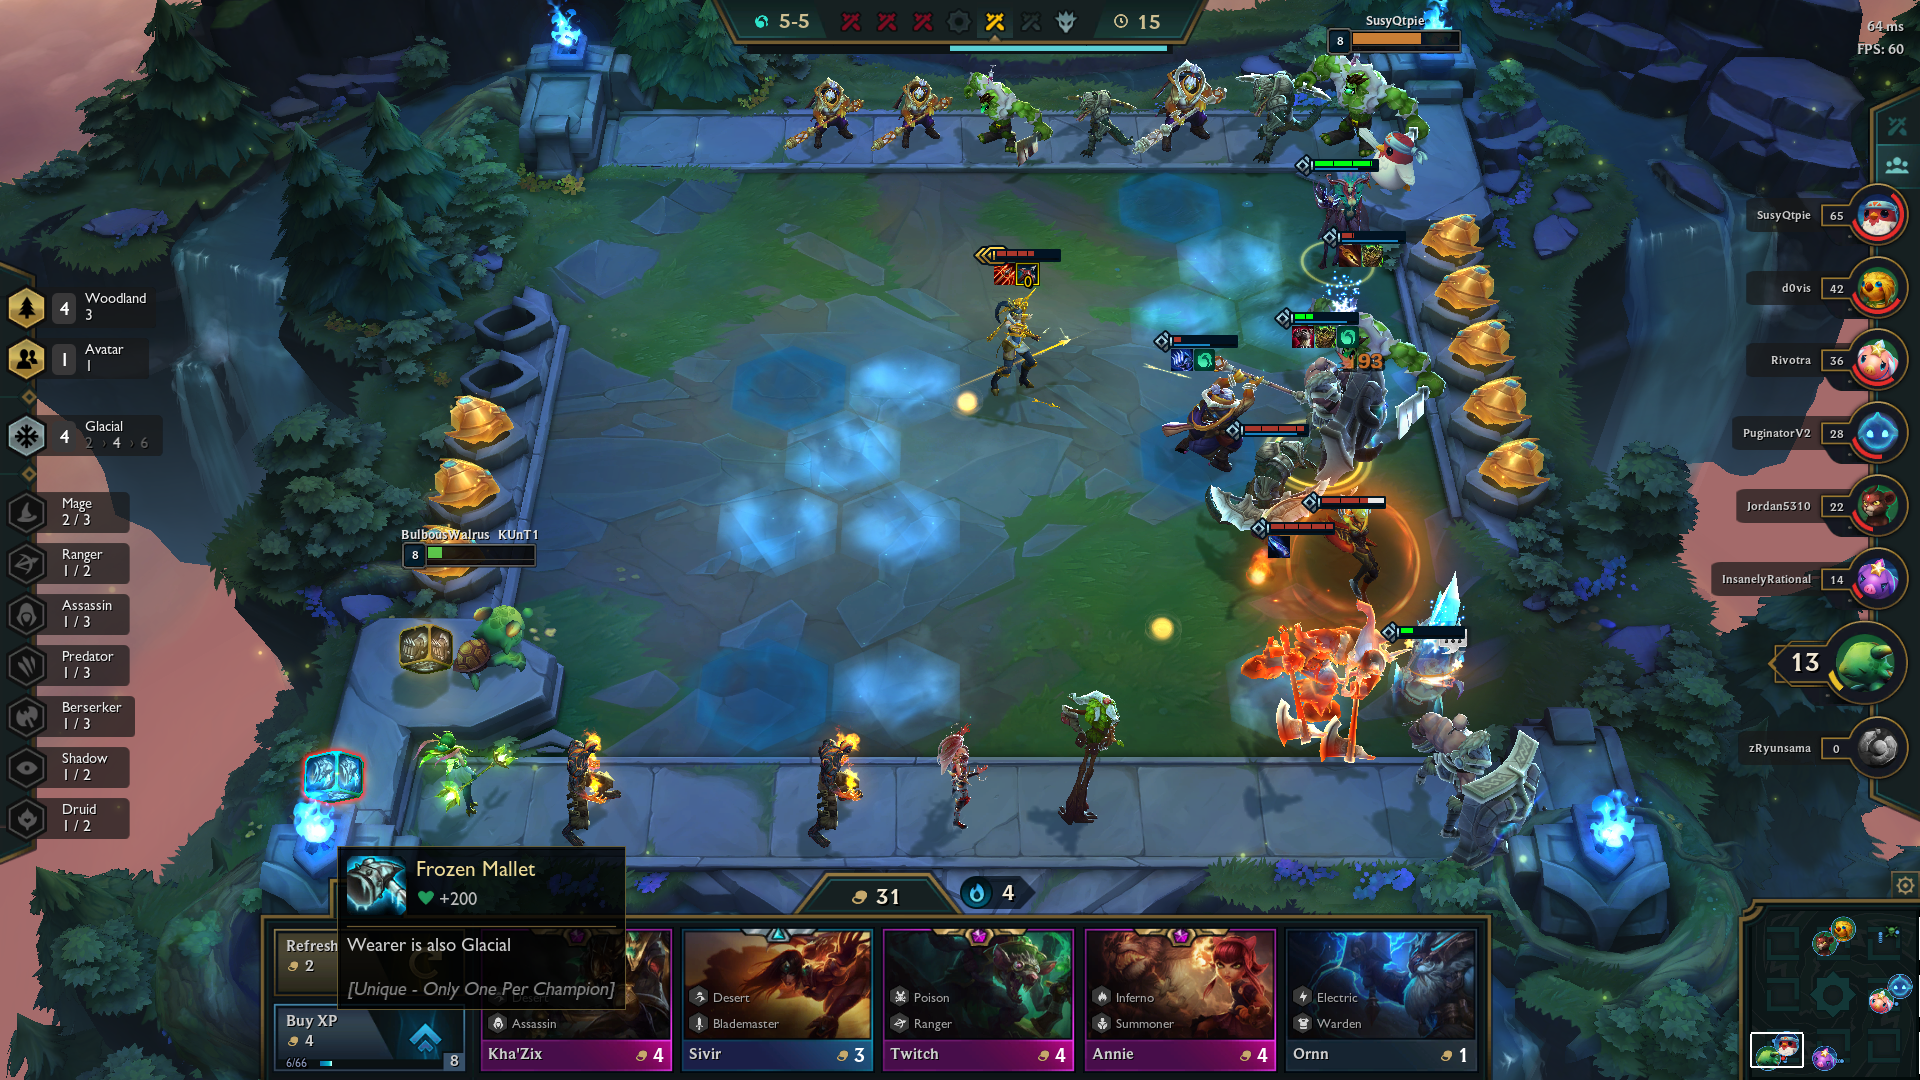 5-5
15
SusyQtpie
8
64 ms
FPS: 60
SusyQtpie 65
d0vis 42
Rivotra 36
PuginatorV2 28
Jordan5310 22
InsanelyRational 14
13
zRyunsama 0
4 Woodland
3
1 Avatar
1
4 Glacial
2 › 4 › 6
Mage
2 / 3
Ranger
1 / 2
Assassin
1 / 3
Predator
1 / 3
Berserker
1 / 3
Shadow
1 / 2
Druid
1 / 2
0
93
BulbousWalrus KUnT1
8
Frozen Mallet
+200
Wearer is also Glacial
[Unique - Only One Per Champion]
31
4
Refresh
2
Buy XP
4
6/66
8
Desert
Assassin
Kha'Zix 4
Desert
Blademaster
Sivir 3
Poison
Ranger
Twitch 4
Inferno
Summoner
Annie 4
Electric
Warden
Ornn 1